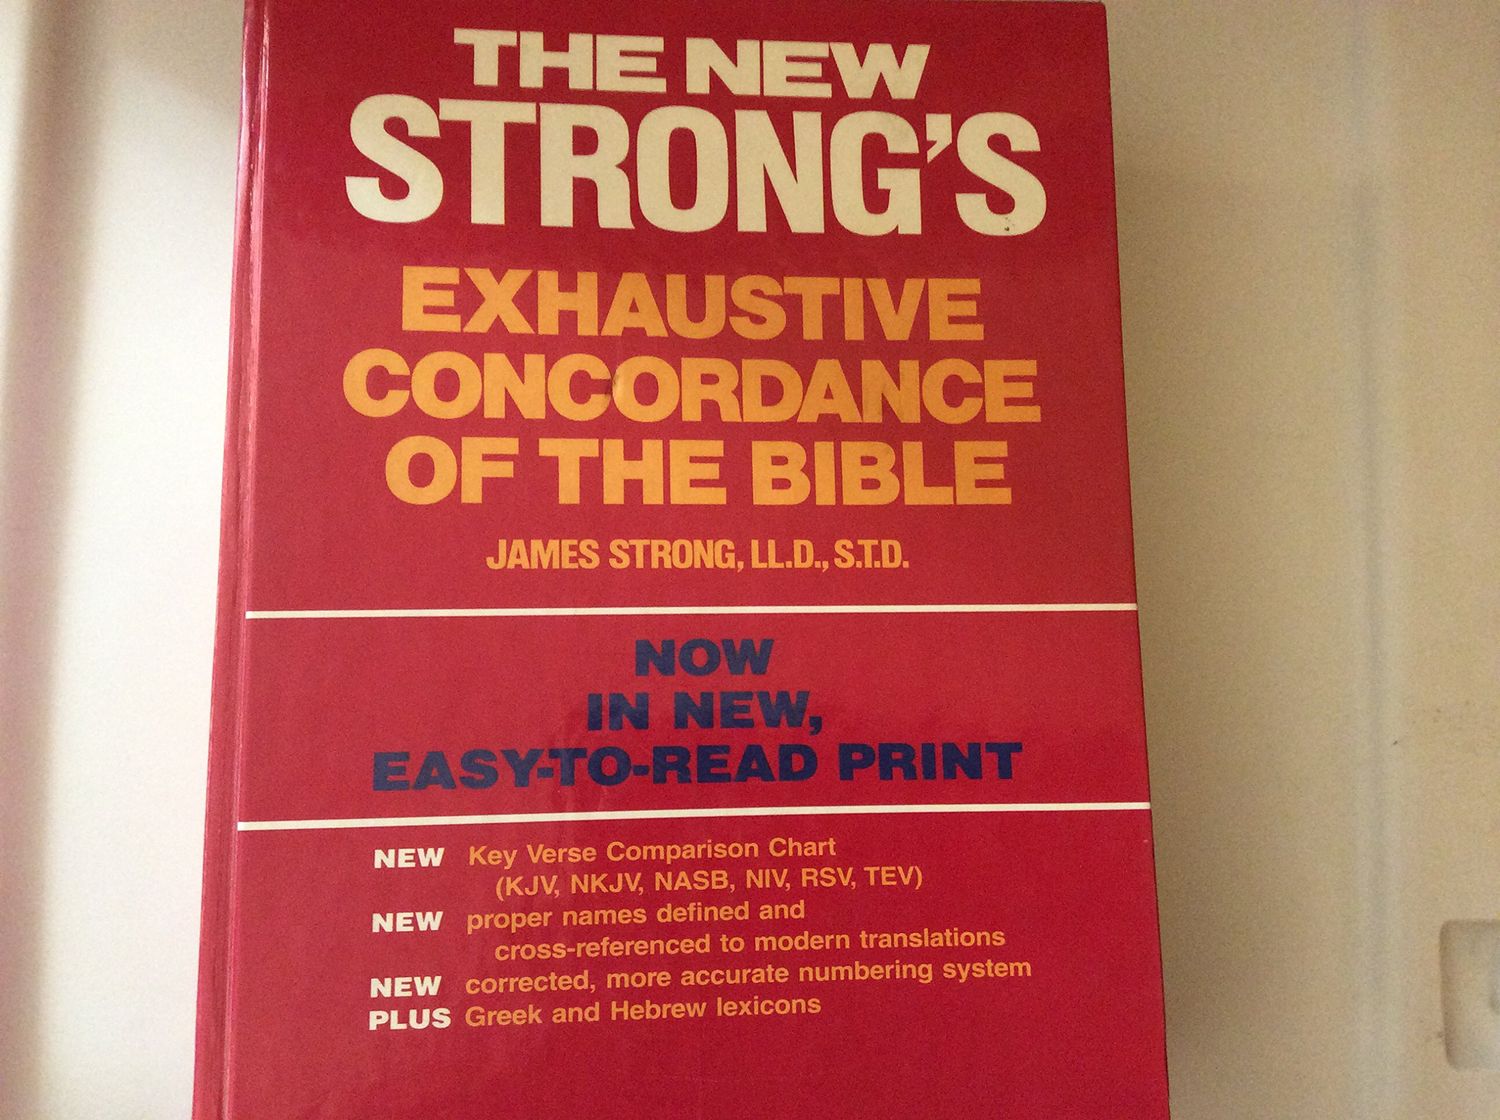 THE NEW
STRONG'S
EXHAUSTIVE
CONCORDANCE
OF THE BIBLE
JAMES STRONG, LL.D., S.T.D.
NOW
IN NEW,
EASY-TO-READ PRINT
NEW Key Verse Comparison Chart
(KJV, NKJV, NASB, NIV, RSV, TEV)
NEW proper names defined and
cross-referenced to modern translations
NEW corrected, more accurate numbering system
PLUS Greek and Hebrew lexicons